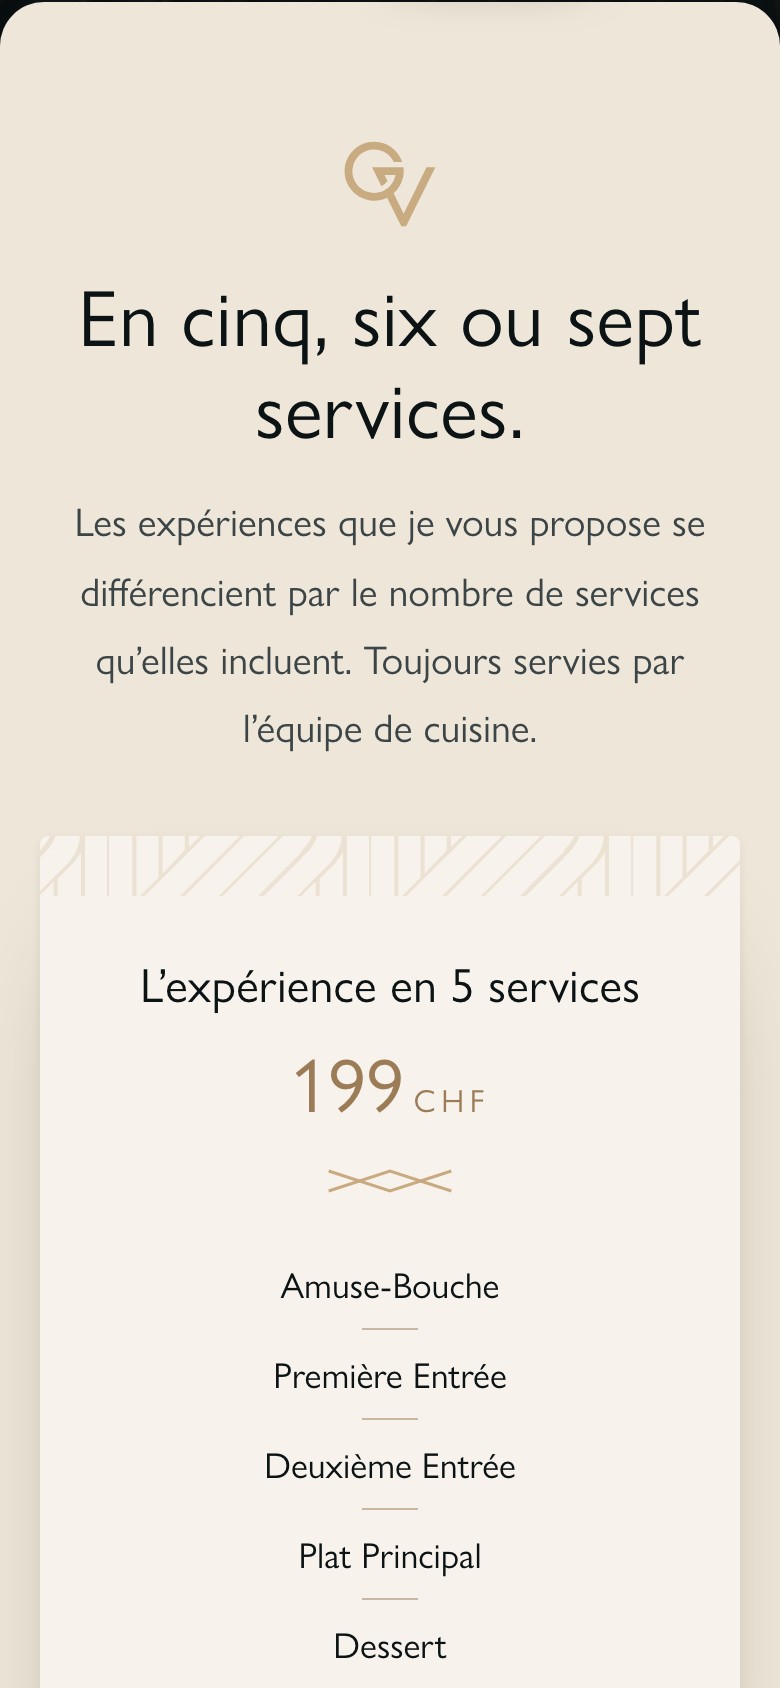 GV
En cinq, six ou sept
services.
Les expériences que je vous propose se
différencient par le nombre de services
qu’elles incluent. Toujours servies par
l’équipe de cuisine.
L’expérience en 5 services
199 CHF
Amuse-Bouche
Première Entrée
Deuxième Entrée
Plat Principal
Dessert